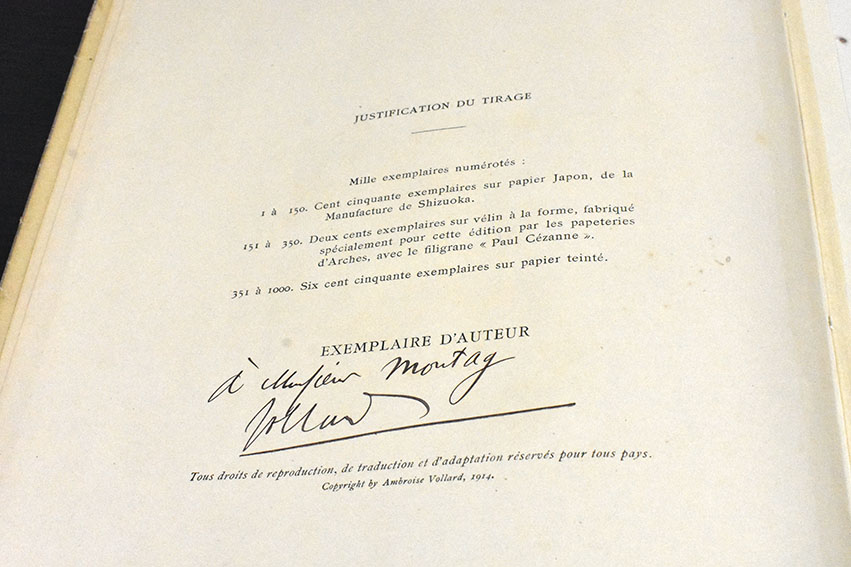 JUSTIFICATION DU TIRAGE
Mille exemplaires numérotés :
1 à 150. Cent cinquante exemplaires sur papier Japon, de la
Manufacture de Shizuoka.
151 à 350. Deux cents exemplaires sur vélin à la forme, fabriqué
spécialement pour cette édition par les papeteries
d'Arches, avec le filigrane « Paul Cézanne ».
351 à 1000. Six cent cinquante exemplaires sur papier teinté.
EXEMPLAIRE D'AUTEUR
à Monsieur Montag
Vollard
Tous droits de reproduction, de traduction et d'adaptation réservés pour tous pays.
Copyright by Ambroise Vollard, 1914.